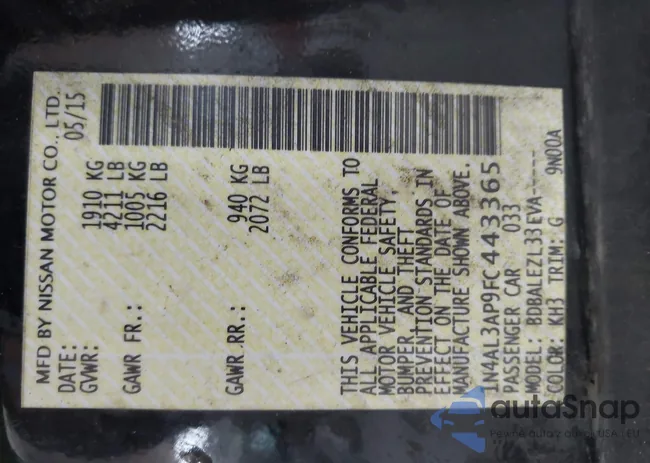 MFD BY NISSAN MOTOR CO., LTD.
DATE: 05/15
GVWR: 1910 KG
4211 LB
GAWR FR.: 1005 KG
2216 LB
GAWR RR.: 940 KG
2072 LB
THIS VEHICLE CONFORMS TO
ALL APPLICABLE FEDERAL
MOTOR VEHICLE SAFETY
BUMPER AND THEFT
PREVENTION STANDARDS IN
EFFECT ON THE DATE OF
MANUFACTURE SHOWN ABOVE.
1N4AL3AP9FC443365
PASSENGER CAR 033
MODEL: BDBALEZL33EVA-----
COLOR: KH3 TRIM: G 9N00A
autaSnap